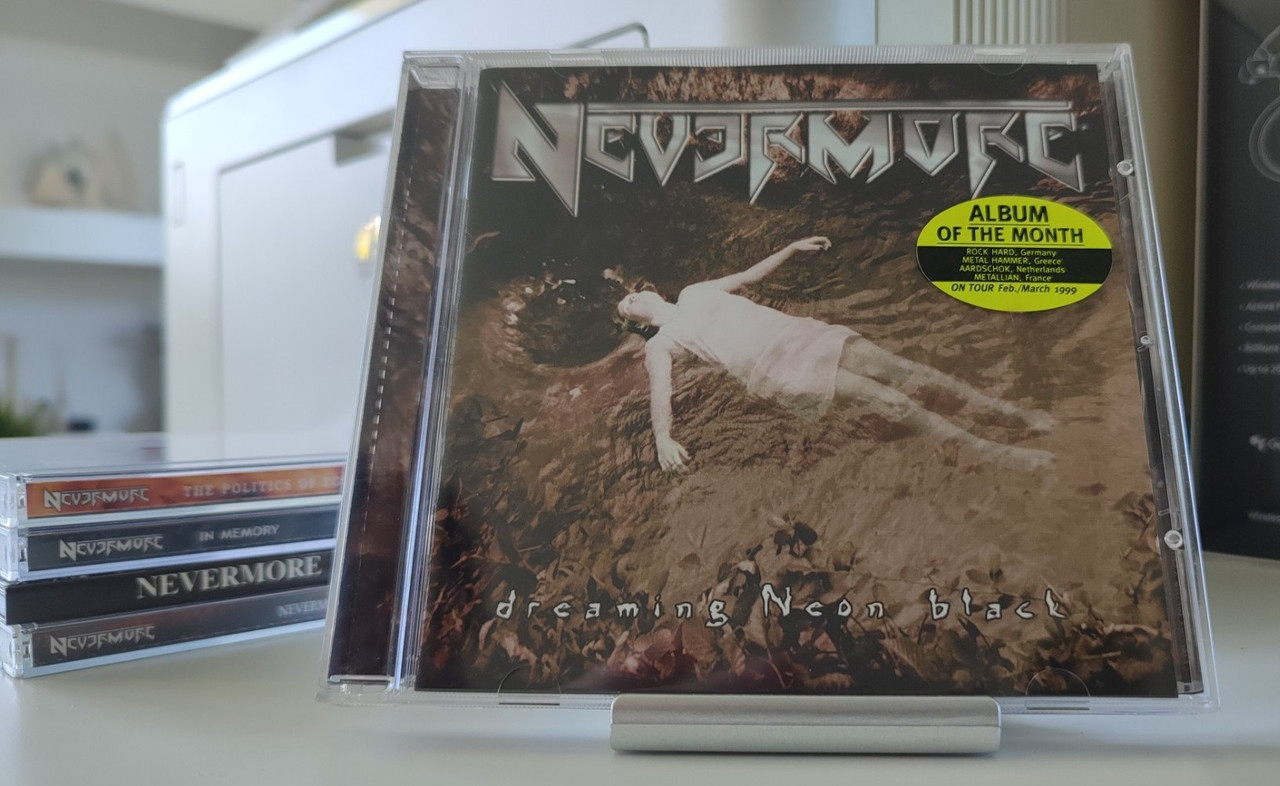 NEVERMORE
ALBUM
OF THE MONTH
ROCK HARD, Germany
METAL HAMMER, Greece
AARDSCHOK, Netherlands
METALLIAN, France
ON TOUR Feb./March 1999
dreaming Neon black
NEVERMORE THE POLITICS OF
NEVERMORE IN MEMORY
NEVERMORE
NEVERMORE